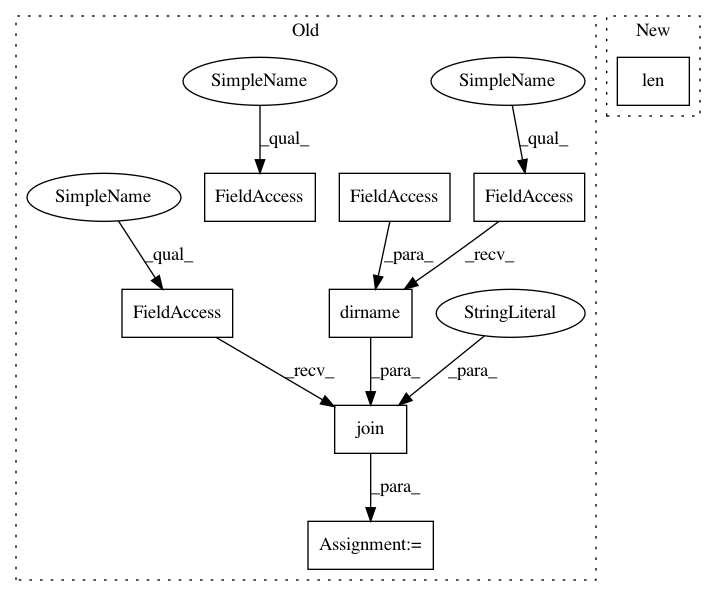 Old
New
SimpleName
SimpleName
len
_qual_
_qual_
SimpleName
FieldAccess
FieldAccess
FieldAccess
_qual_
_para_
_recv_
FieldAccess
dirname
StringLiteral
_recv_
_para_
_para_
join
_para_
Assignment:=